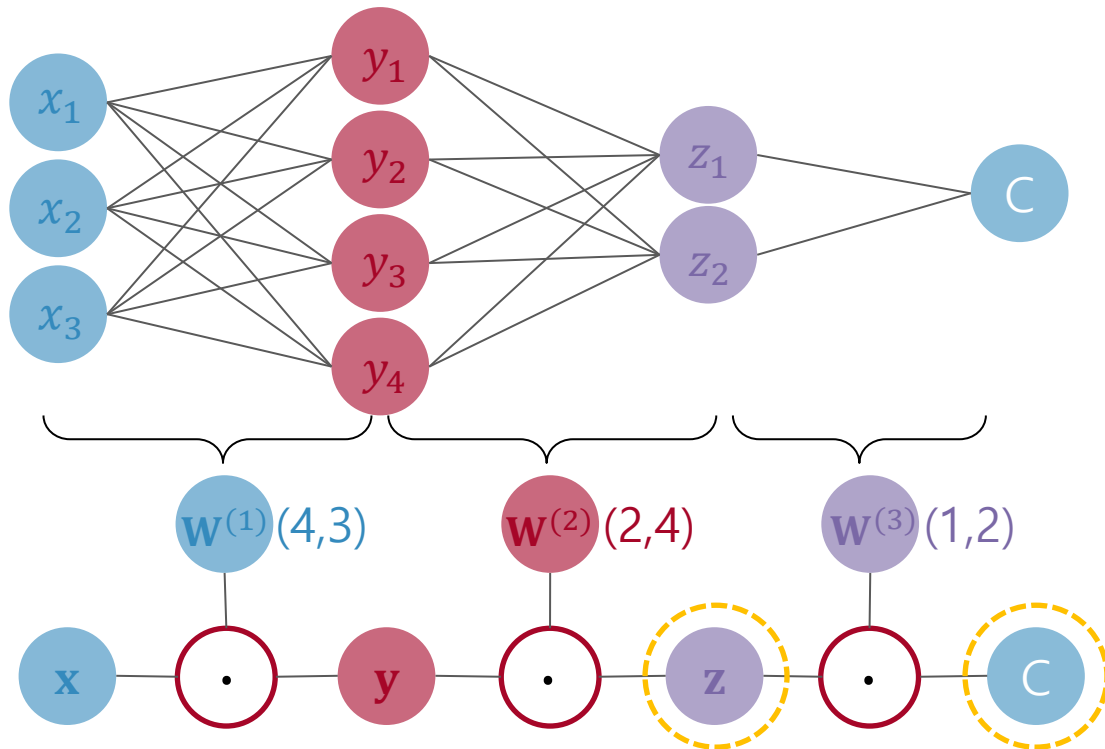 x₁
x₂
x₃
y₁
y₂
y₃
y₄
z₁
z₂
C
W⁽¹⁾ (4,3)
W⁽²⁾ (2,4)
W⁽³⁾ (1,2)
x · y · z · C